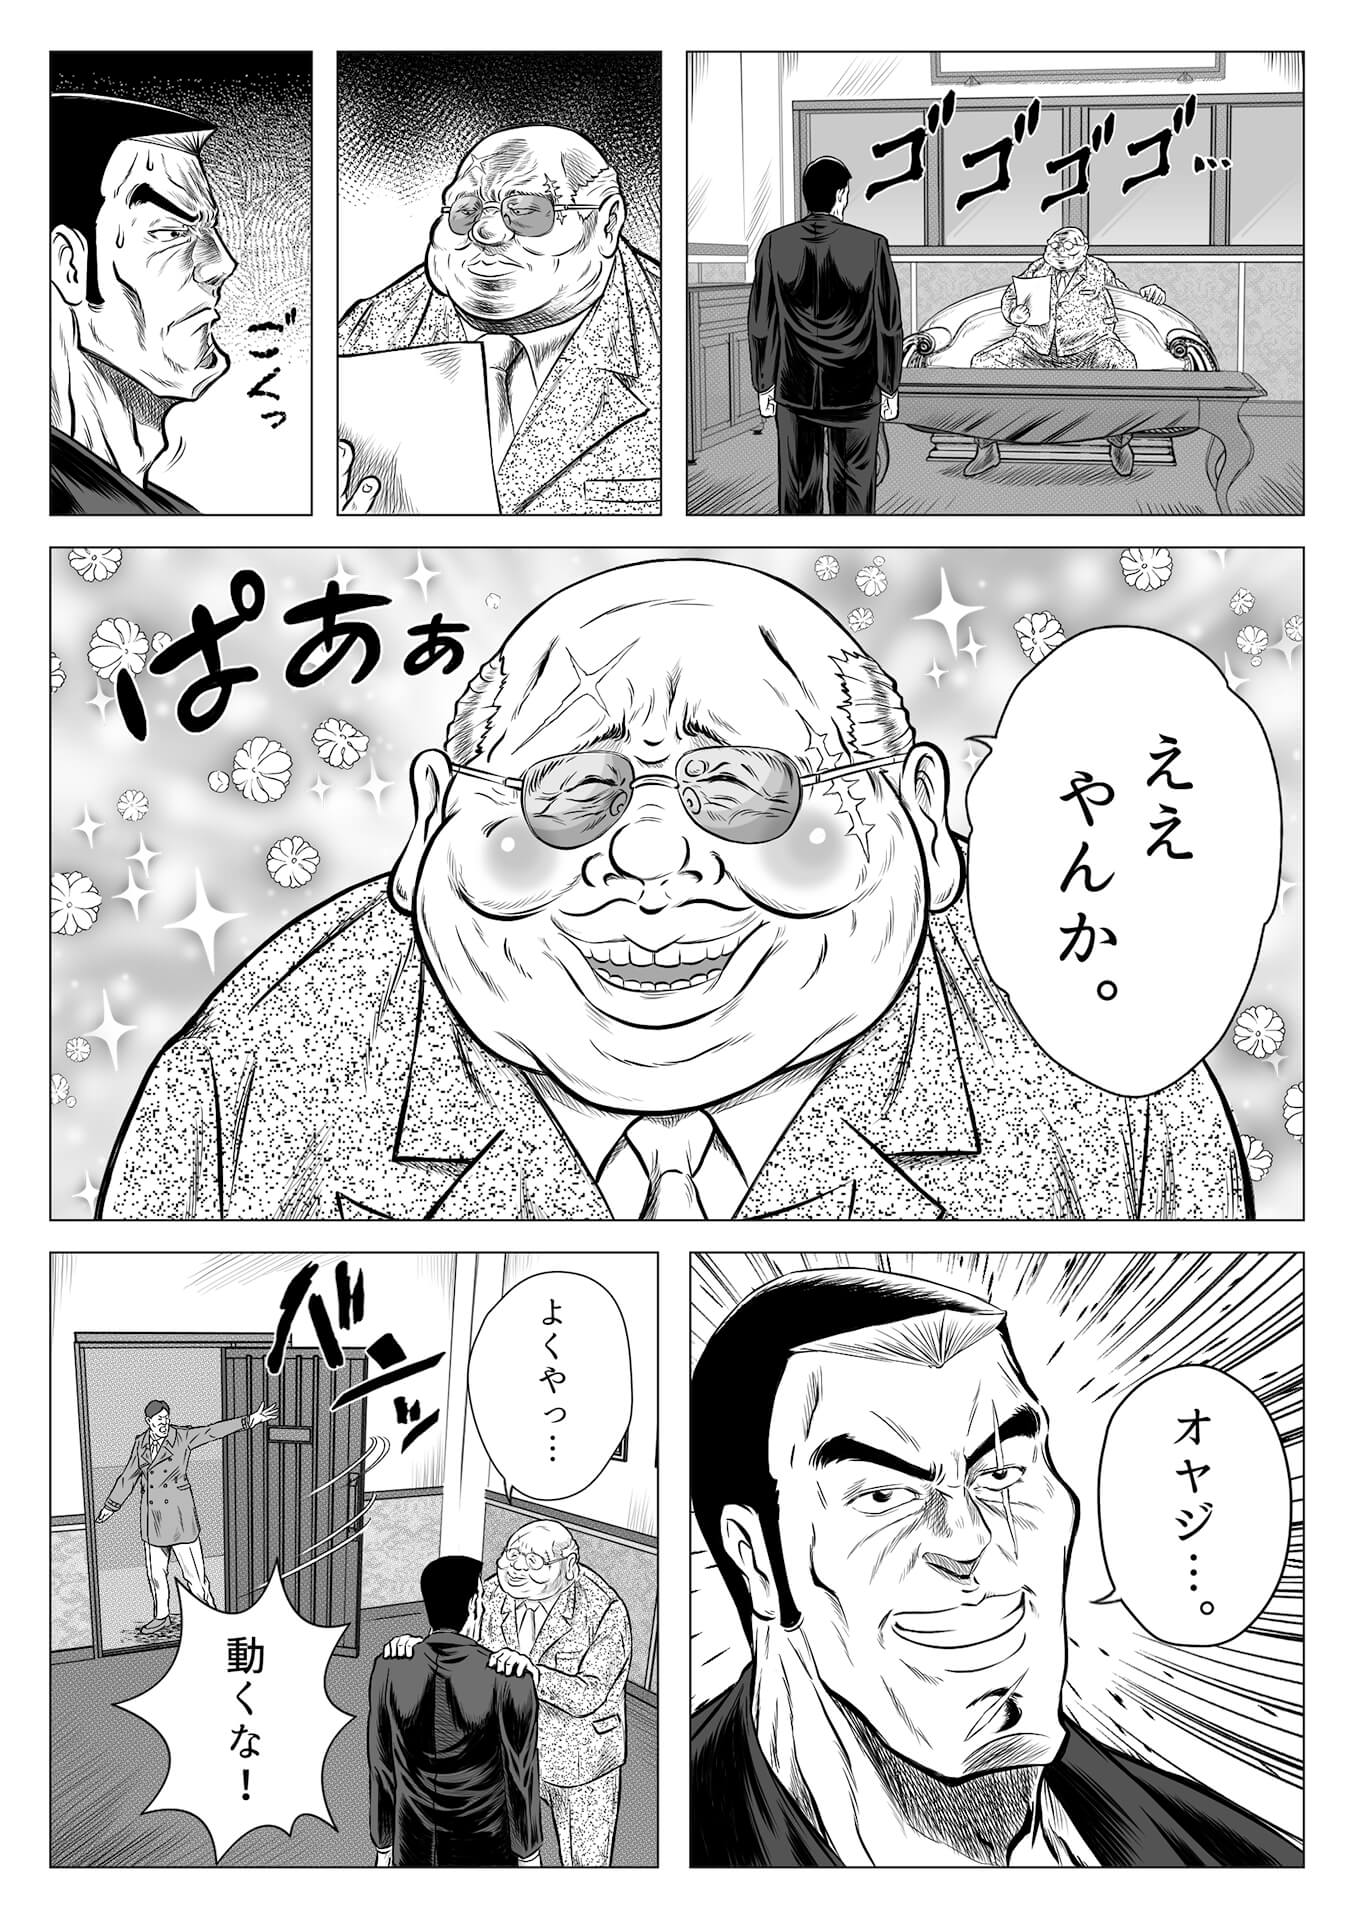 ゴゴゴゴ…
ごくっ
ぱあぁ
ええ
やんか。
オヤジ…。
よくやっ…
バンッ
動くな！